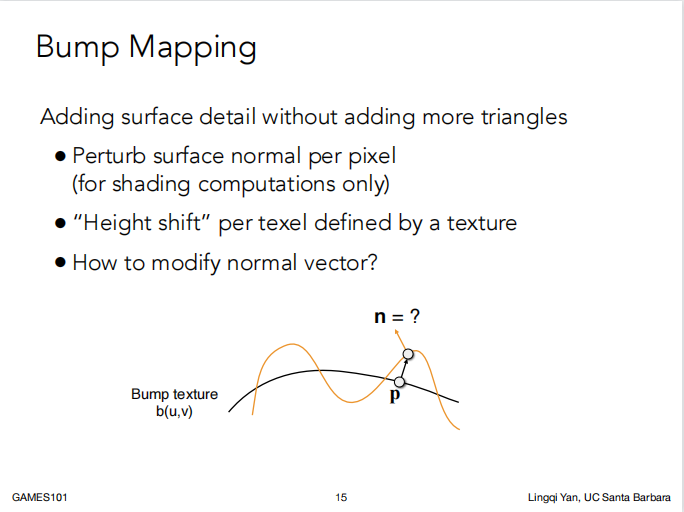 Bump Mapping
Adding surface detail without adding more triangles
● Perturb surface normal per pixel
(for shading computations only)
● “Height shift” per texel defined by a texture
● How to modify normal vector?
n = ?
Bump texture
b(u,v)
p
GAMES101
15
Lingqi Yan, UC Santa Barbara